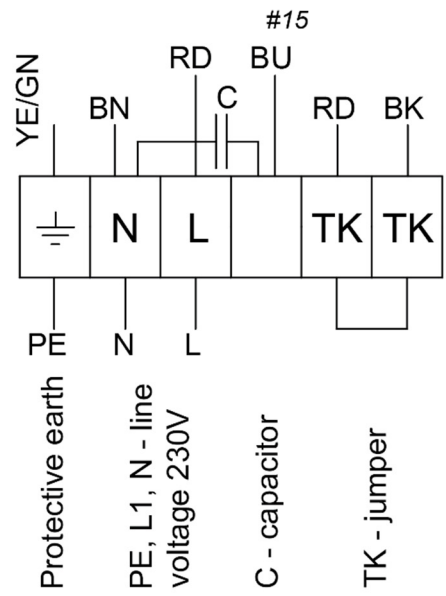 #15
YE/GN BN RD C BU RD BK
N L TK TK
PE N L
Protective earth
PE, L1, N - line
voltage 230V
C - capacitor
TK - jumper